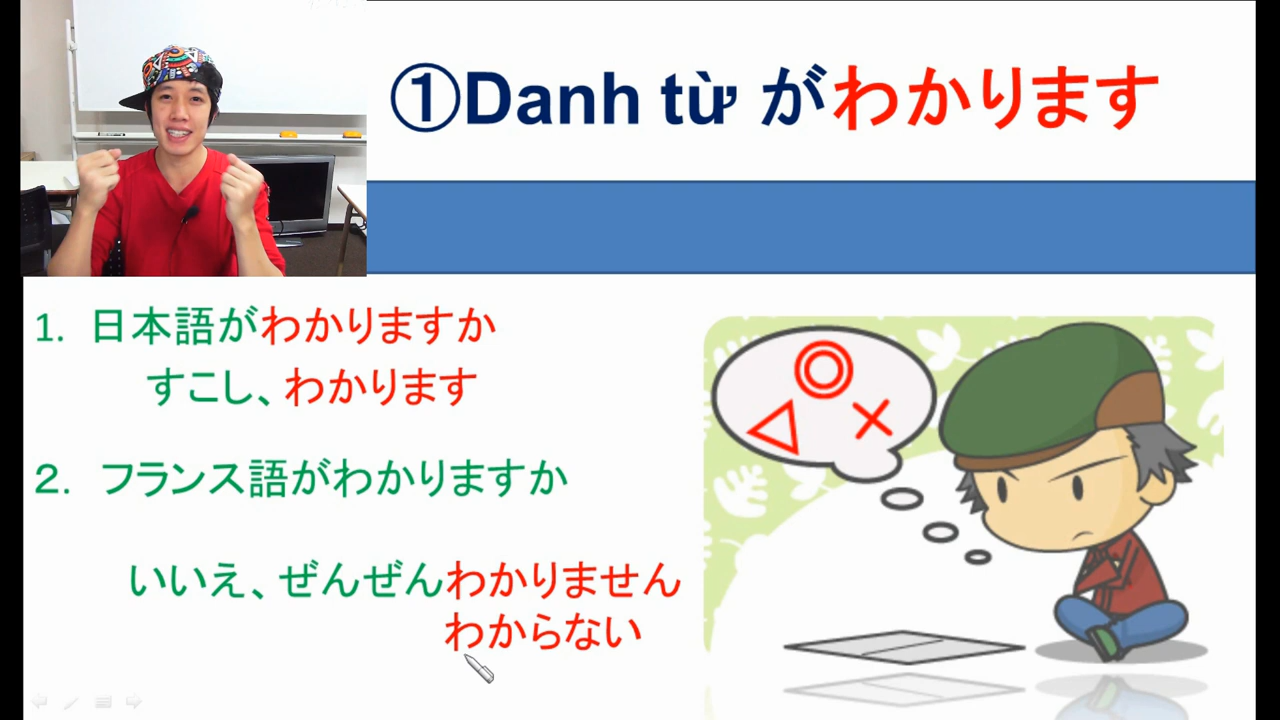 ①Danh từ がわかります
1. 日本語がわかりますか
すこし、わかります
２. フランス語がわかりますか
いいえ、ぜんぜんわかりません
わからない